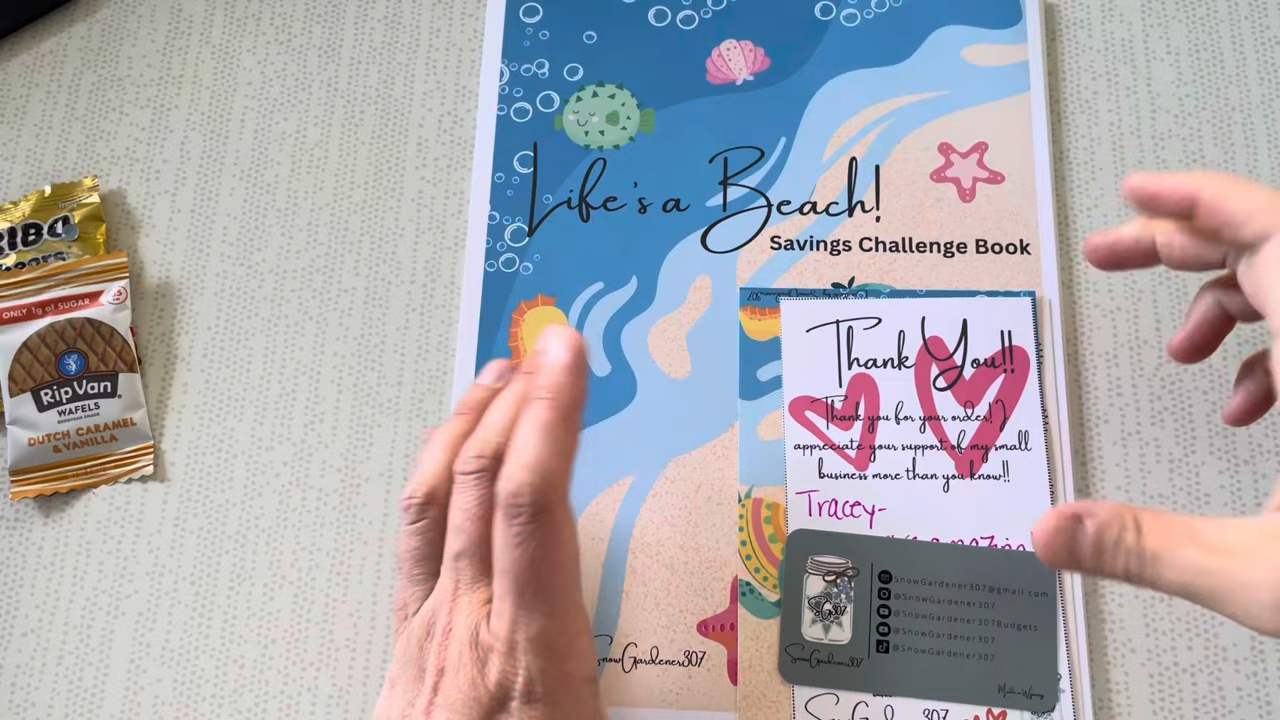 Life's a Beach!
Savings Challenge Book
Thank You!!
Thank you for your order! I
appreciate your support of my small
business more than you know!!
Tracey-
SnowGardener307@gmail.com
@SnowGardener307
@SnowGardener307Budgets
@SnowGardener307
@SnowGardener307
SG307
SnowGardener307
SnowGardener307
SnowGardener307
ONLY 1g of SUGAR
RipVan
WAFELS
DUTCH CARAMEL
& VANILLA